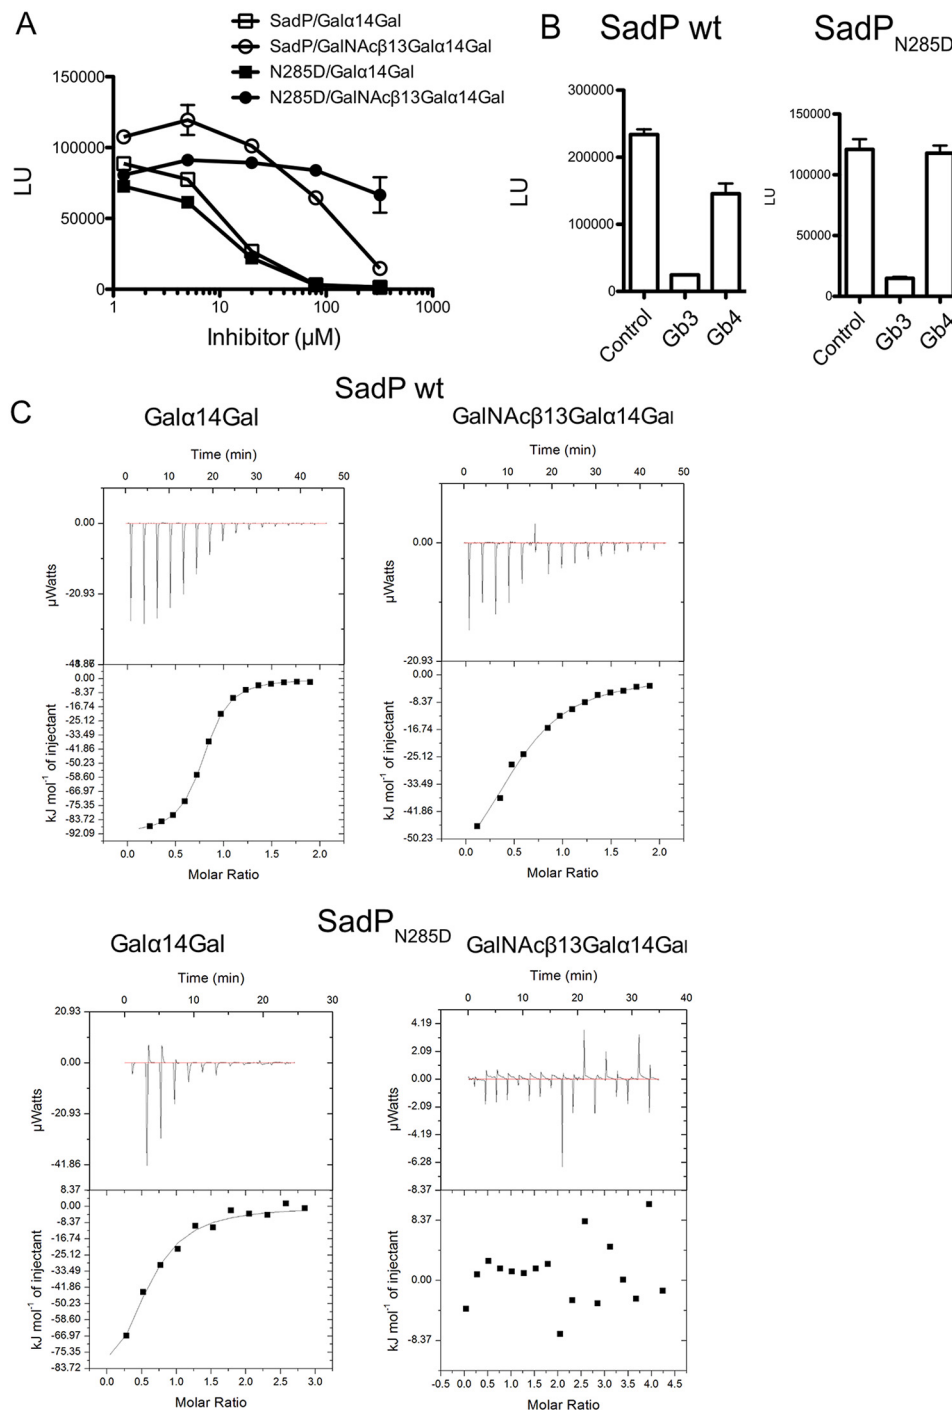 A
SadP/Galα14Gal
SadP/GalNAcβ13Galα14Gal
N285D/Galα14Gal
N285D/GalNAcβ13Galα14Gal
150000
100000
50000
0
LU
1 10 100 1000
Inhibitor (µM)
B
SadP wt
SadP N285D
300000
200000
100000
0
LU
Control Gb3 Gb4
150000
100000
50000
0
LU
Control Gb3 Gb4
C
SadP wt
Galα14Gal
Time (min)
0 10 20 30 40 50
0.00
-20.93
µWatts
0.00
-8.37
-16.74
-25.12
-33.49
-41.86
-50.23
-58.60
-66.97
-75.35
-83.72
-92.09
kJ mol⁻¹ of injectant
0.0 0.5 1.0 1.5 2.0
Molar Ratio
GalNAcβ13Galα14Gal
Time (min)
0 10 20 30 40 50
0.00
-20.93
µWatts
0.00
-8.37
-16.74
-25.12
-33.49
-41.86
-50.23
kJ mol⁻¹ of injectant
0.0 0.5 1.0 1.5 2.0
Molar Ratio
SadP N285D
Galα14Gal
Time (min)
0 10 20 30
20.93
0.00
-20.93
-41.86
µWatts
8.37
0.00
-8.37
-16.74
-25.12
-33.49
-41.86
-50.23
-58.60
-66.97
-75.35
-83.72
kJ mol⁻¹ of injectant
0.0 0.5 1.0 1.5 2.0 2.5 3.0
Molar Ratio
GalNAcβ13Galα14Gal
Time (min)
0 10 20 30 40
4.19
2.09
0.00
-2.09
-4.19
-6.28
-8.37
µWatts
8.37
0.00
-8.37
kJ mol⁻¹ of injectant
-0.5 0.0 0.5 1.0 1.5 2.0 2.5 3.0 3.5 4.0 4.5
Molar Ratio